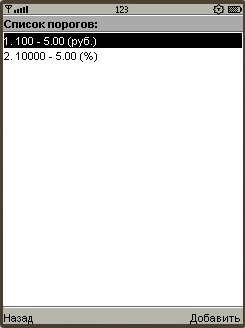 123
Список порогов:
1. 100 - 5.00 (руб.)
2. 10000 - 5.00 (%)
Назад Добавить